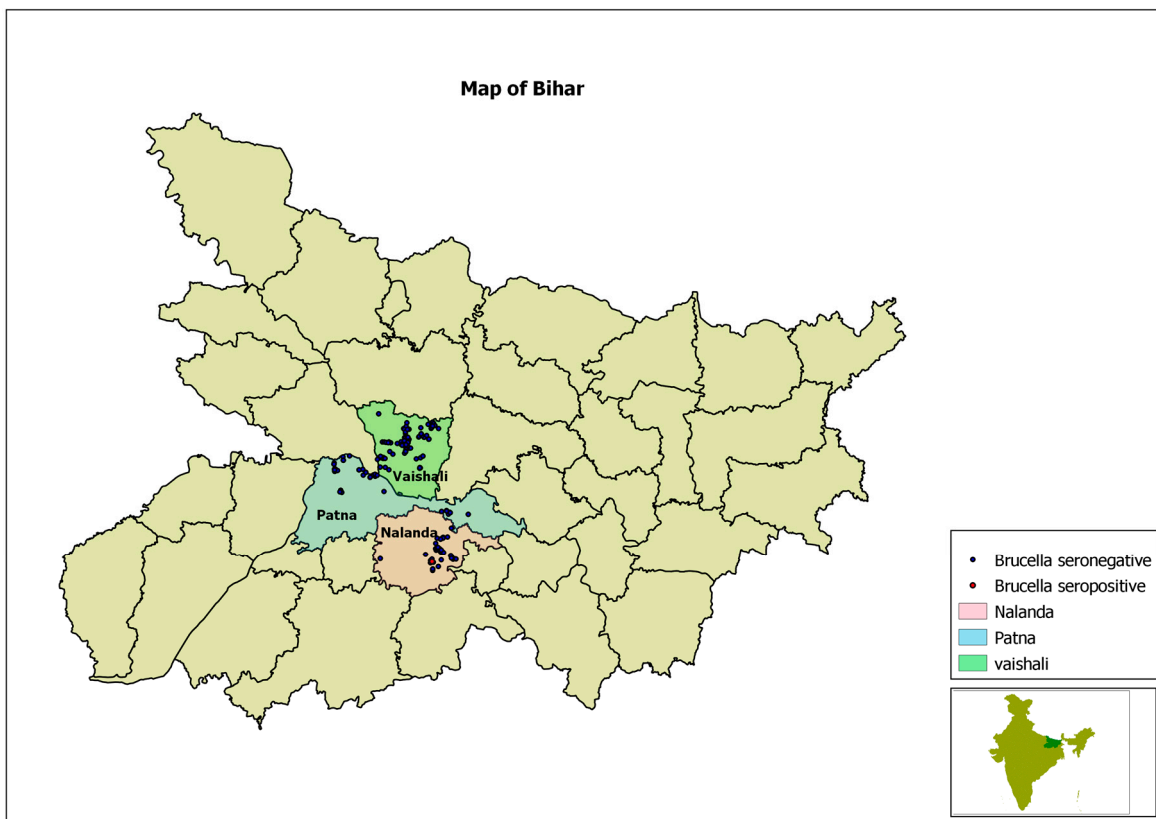 Map of Bihar
Vaishali
Patna
Nalanda
Brucella seronegative
Brucella seropositive
Nalanda
Patna
vaishali